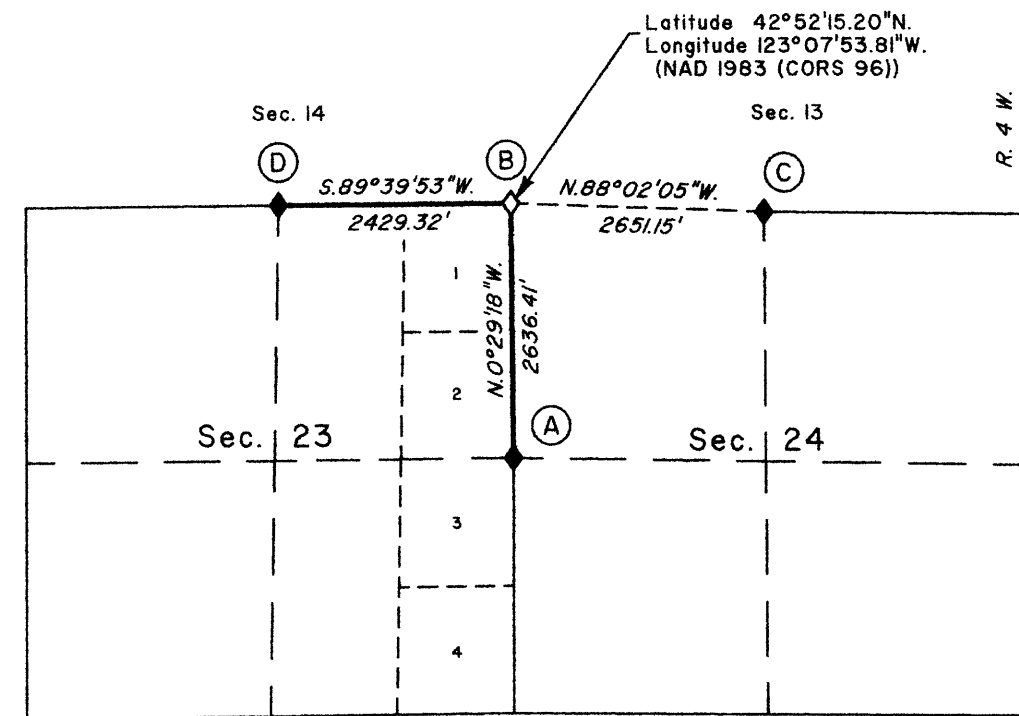 Latitude 42°52'15.20"N.
Longitude 123°07'53.81"W.
(NAD 1983 (CORS 96))
R. 4 W.
Sec. 14
Sec. 13
D
B
C
S.89°39'53"W.
N.88°02'05"W.
2429.32'
2651.15'
1
N.0°29'18"W.
2636.41'
2
A
Sec. 23
Sec. 24
3
4